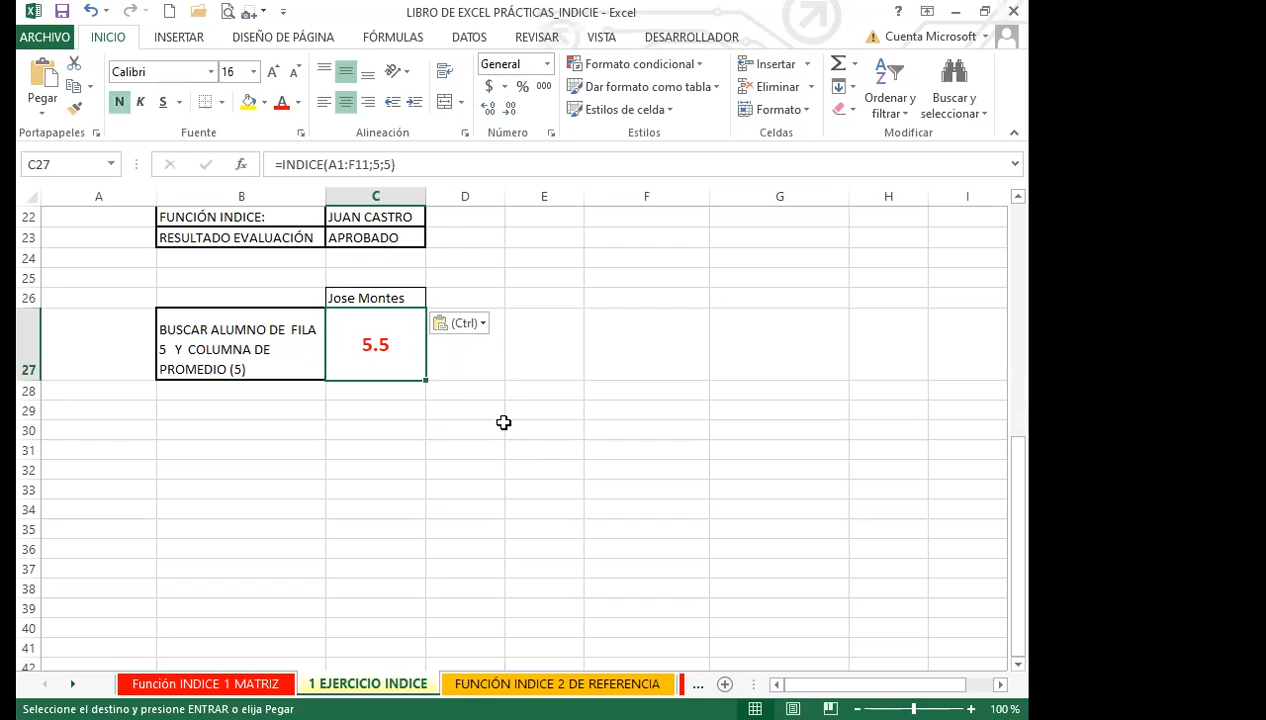 LIBRO DE EXCEL PRÁCTICAS_INDICIE - Excel
?
ARCHIVO INICIO INSERTAR DISEÑO DE PÁGINA FÓRMULAS DATOS REVISAR VISTA DESARROLLADOR Cuenta Microsoft
Pegar
Calibri 16 A A
N K S A
General
$ % 000
Formato condicional
Dar formato como tabla
Estilos de celda
Insertar
Eliminar
Formato
Ordenar y filtrar
Buscar y seleccionar
Portapapeles Fuente Alineación Número Estilos Celdas Modificar
C27 fx =INDICE(A1:F11;5;5)
A B C D E F G H I
22 FUNCIÓN INDICE: JUAN CASTRO
23 RESULTADO EVALUACIÓN APROBADO
24
25
26 Jose Montes
BUSCAR ALUMNO DE FILA
5 Y COLUMNA DE
PROMEDIO (5)
5.5
(Ctrl)
27
28
29
30
31
32
33
34
35
36
37
38
39
40
41
42
Función INDICE 1 MATRIZ 1 EJERCICIO INDICE FUNCIÓN INDICE 2 DE REFERENCIA ...
Seleccione el destino y presione ENTRAR o elija Pegar 100 %